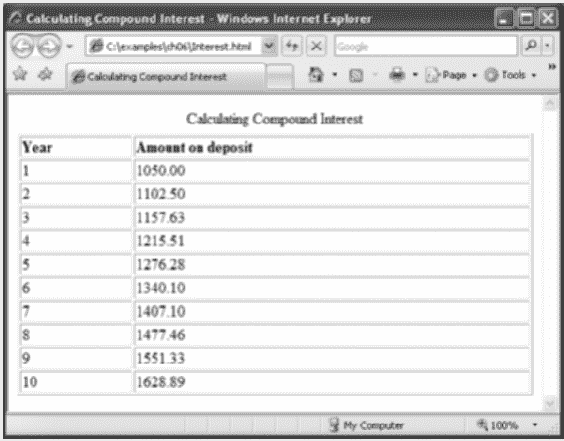 Calculating Compound Interest - Windows Internet Explorer
C:\examples\ch06\Interest.html
Google
Calculating Compound Interest
Page
Tools
»
Calculating Compound Interest
Year Amount on deposit
1 1050.00
2 1102.50
3 1157.63
4 1215.51
5 1276.28
6 1340.10
7 1407.10
8 1477.46
9 1551.33
10 1628.89
My Computer
100%